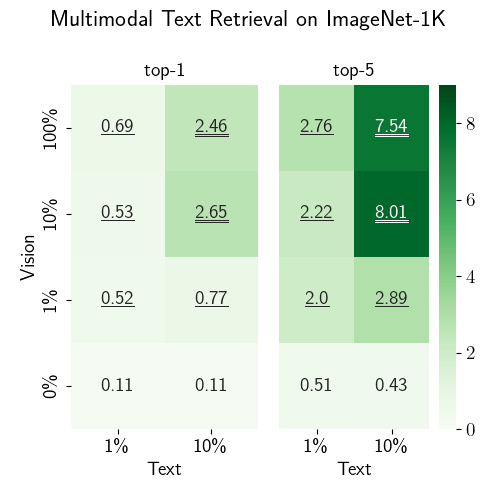 Multimodal Text Retrieval on ImageNet-1K
top-1
top-5
Vision
100%
0.69 2.46 2.76 7.54
10%
0.53 2.65 2.22 8.01
1%
0.52 0.77 2.0 2.89
0%
0.11 0.11 0.51 0.43
1% 10% 1% 10%
Text Text
8
6
4
2
0